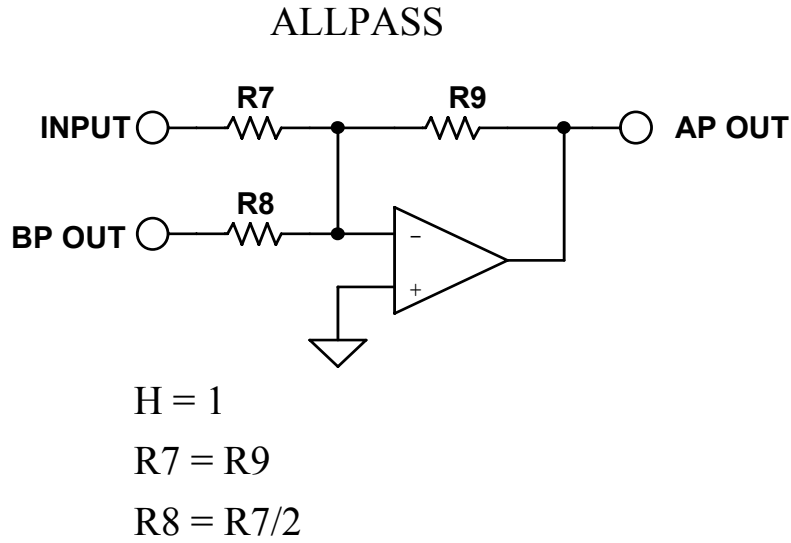 ALLPASS
R7
R9
INPUT
AP OUT
R8
BP OUT
−
+
H = 1
R7 = R9
R8 = R7/2